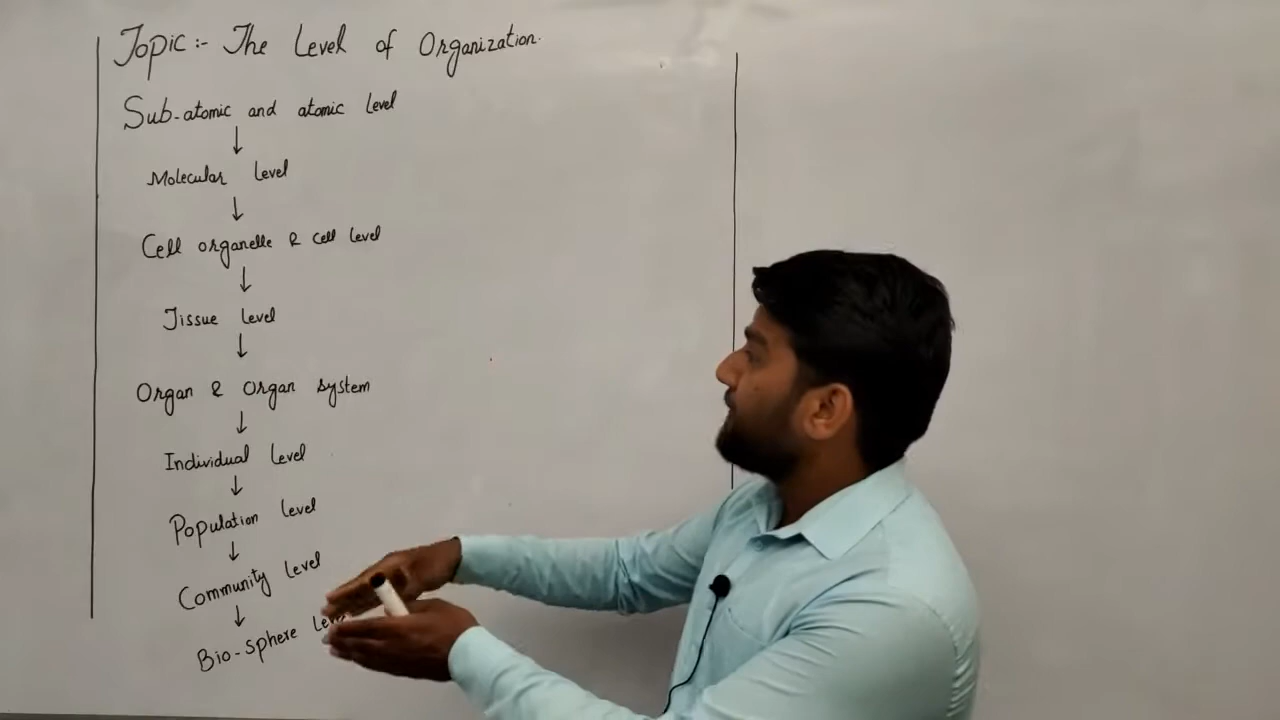 Topic:- The Level of Organization.
Sub-atomic and atomic Level
↓
Molecular Level
↓
Cell organelle & cell Level
↓
Tissue Level
↓
Organ & Organ system
↓
Individual Level
↓
Population Level
↓
Community Level
↓
Bio-sphere Level